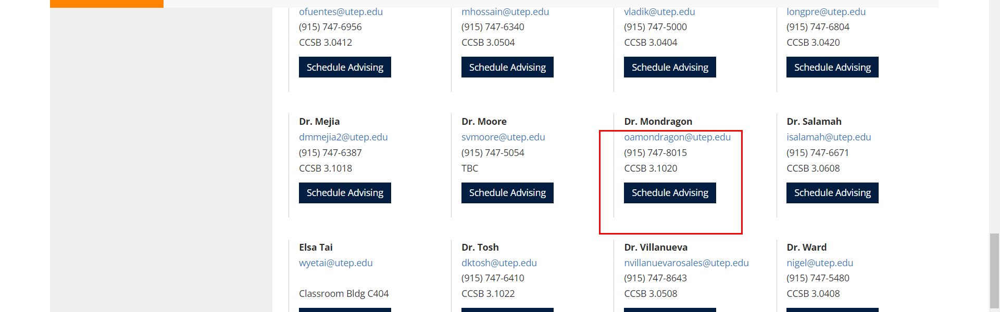 ofuentes@utep.edu
(915) 747-6956
CCSB 3.0412
Schedule Advising
mhossain@utep.edu
(915) 747-6340
CCSB 3.0504
Schedule Advising
vladik@utep.edu
(915) 747-5000
CCSB 3.0404
Schedule Advising
longpre@utep.edu
(915) 747-6804
CCSB 3.0420
Schedule Advising
Dr. Mejia
dmmejia2@utep.edu
(915) 747-6387
CCSB 3.1018
Schedule Advising
Dr. Moore
svmoore@utep.edu
(915) 747-5054
TBC
Schedule Advising
Dr. Mondragon
oamondragon@utep.edu
(915) 747-8015
CCSB 3.1020
Schedule Advising
Dr. Salamah
isalamah@utep.edu
(915) 747-6671
CCSB 3.0608
Schedule Advising
Elsa Tai
wyetai@utep.edu
Classroom Bldg C404
Dr. Tosh
dktosh@utep.edu
(915) 747-6410
CCSB 3.1022
Dr. Villanueva
nvillanuevarosales@utep.edu
(915) 747-8643
CCSB 3.0508
Dr. Ward
nigel@utep.edu
(915) 747-5480
CCSB 3.0408